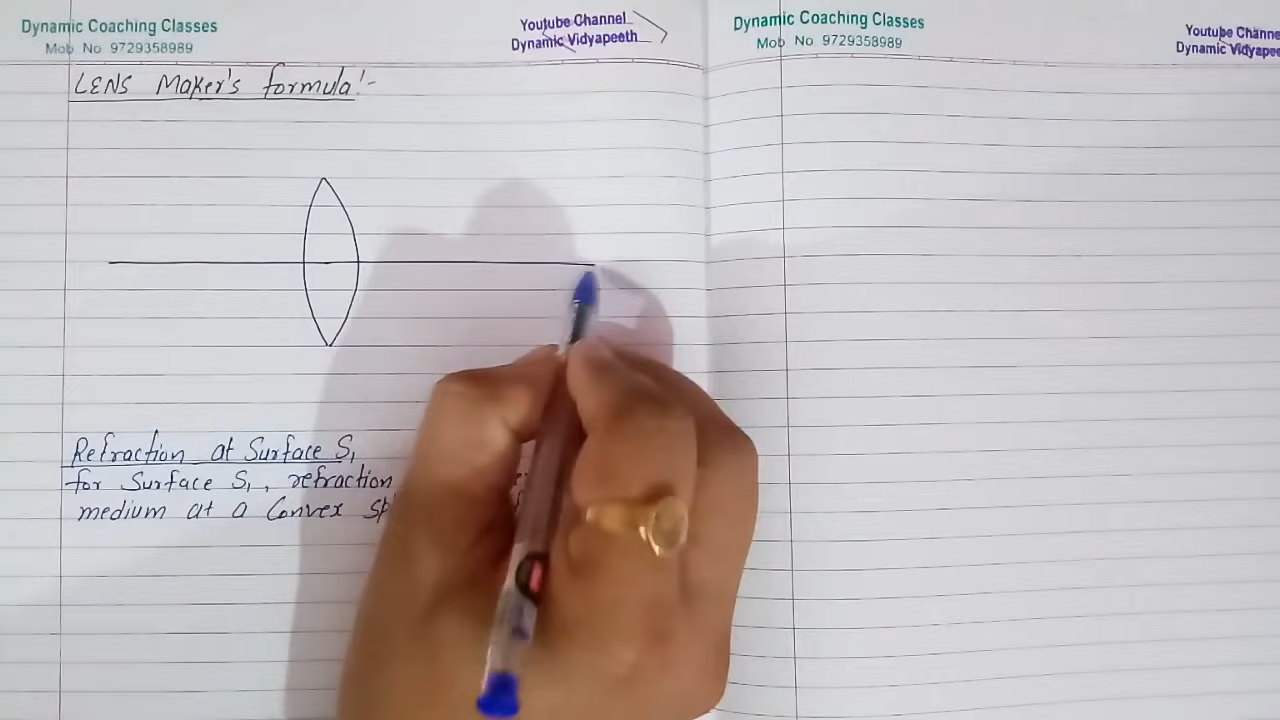 Dynamic Coaching Classes
Mob No 9729358989
Youtube Channel
Dynamic Vidyapeeth
Dynamic Coaching Classes
Mob No 9729358989
Youtube Channe
Dynamic Vidyapee
LENS Maker's formula:-
Refraction at Surface S1
for Surface S1, refraction
medium at a Convex